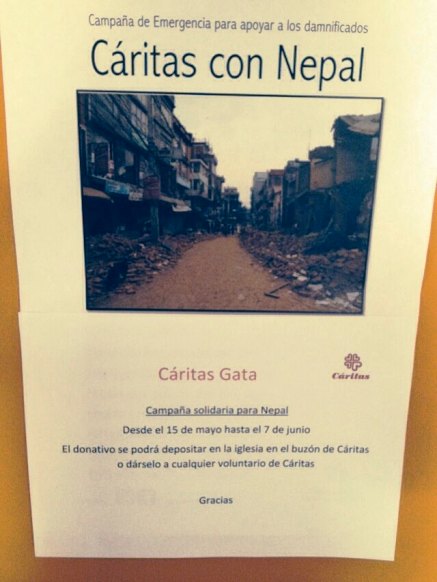 Campaña de Emergencia para apoyar a los damnificados
Cáritas con Nepal
Cáritas Gata
Cáritas
Campaña solidaria para Nepal
Desde el 15 de mayo hasta el 7 de junio
El donativo se podrá depositar en la iglesia en el buzón de Cáritas
o dárselo a cualquier voluntario de Cáritas
Gracias